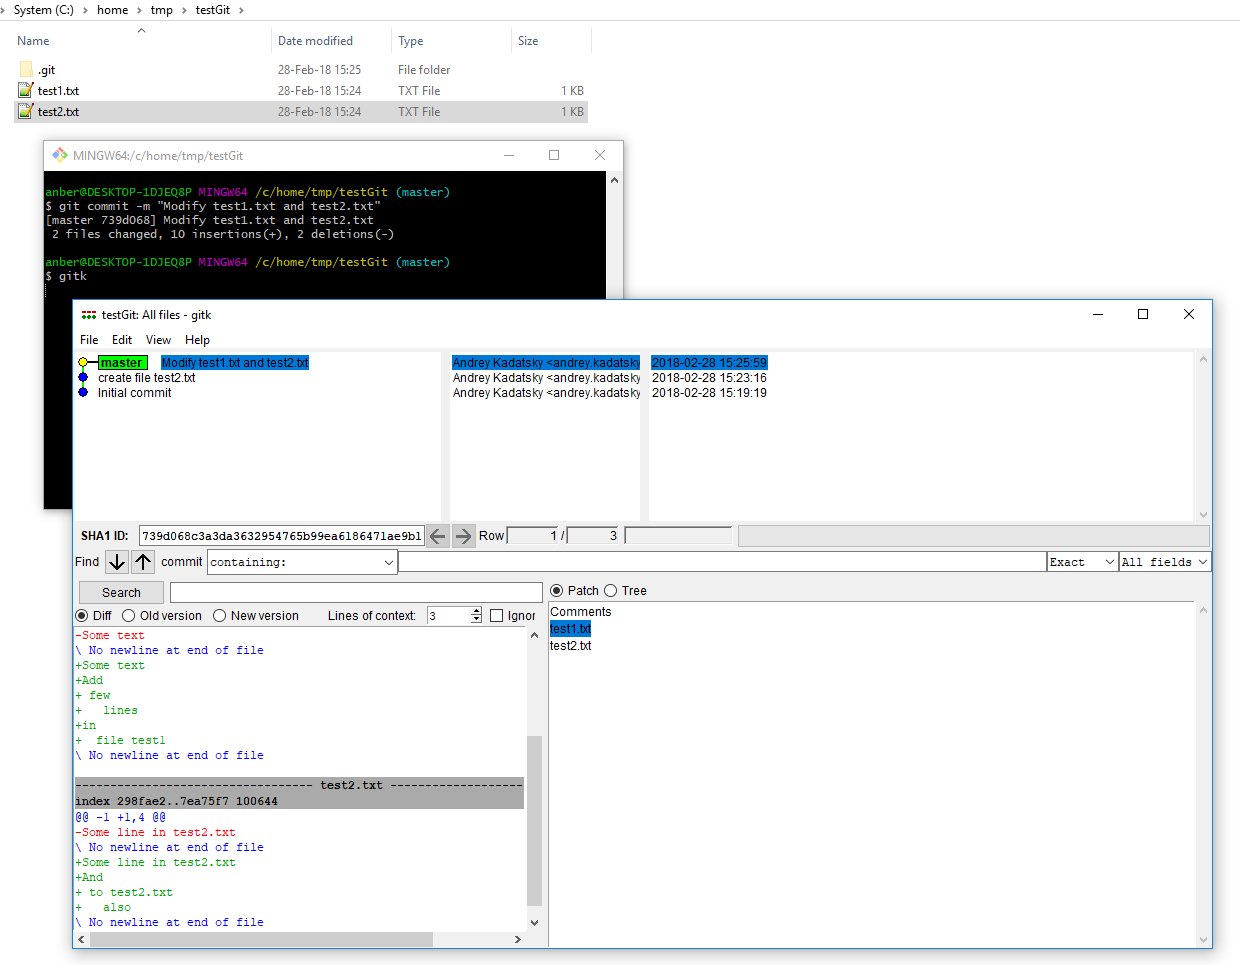 System (C:) › home › tmp › testGit ›
Name Date modified Type Size
.git 28-Feb-18 15:25 File folder
test1.txt 28-Feb-18 15:24 TXT File 1 KB
test2.txt 28-Feb-18 15:24 TXT File 1 KB
MINGW64:/c/home/tmp/testGit
anber@DESKTOP-1DJEQ8P MINGW64 /c/home/tmp/testGit (master)
$ git commit -m "Modify test1.txt and test2.txt"
[master 739d068] Modify test1.txt and test2.txt
2 files changed, 10 insertions(+), 2 deletions(-)
anber@DESKTOP-1DJEQ8P MINGW64 /c/home/tmp/testGit (master)
$ gitk
testGit: All files - gitk
File Edit View Help
master Modify test1.txt and test2.txt Andrey Kadatsky <andrey.kadatsky 2018-02-28 15:25:59
create file test2.txt Andrey Kadatsky <andrey.kadatsky 2018-02-28 15:23:16
Initial commit Andrey Kadatsky <andrey.kadatsky 2018-02-28 15:19:19
SHA1 ID: 739d068c3a3da3632954765b99ea618647lae9b1 Row 1 / 3
Find commit containing: Exact All fields
Search Patch Tree
Diff Old version New version Lines of context: 3 Ignor
Comments
test1.txt
test2.txt
-Some text
\ No newline at end of file
+Some text
+Add
+ few
+   lines
+in
+  file test1
\ No newline at end of file
------------------------------- test2.txt -------------------
index 298fae2..7ea75f7 100644
@@ -1 +1,4 @@
-Some line in test2.txt
\ No newline at end of file
+Some line in test2.txt
+And
+ to test2.txt
+   also
\ No newline at end of file